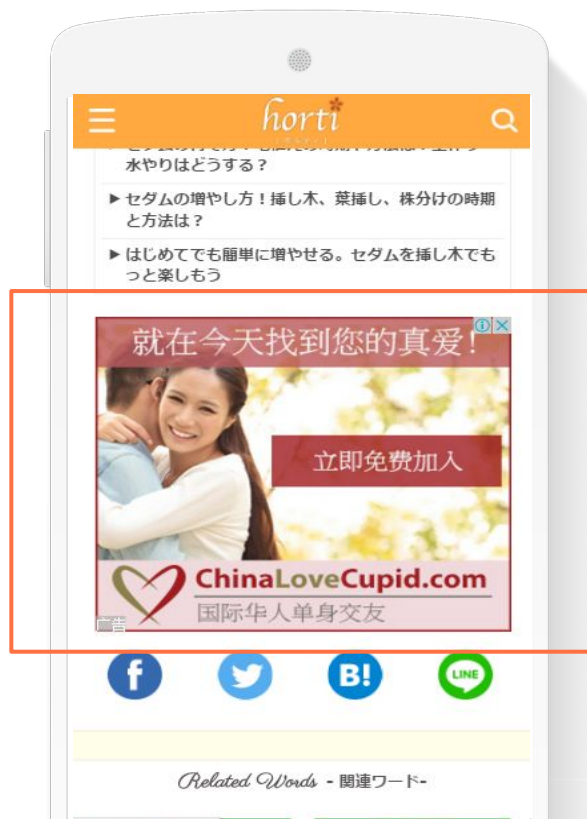 horti
水やりはどうする?
▶ セダムの増やし方!挿し木、葉挿し、株分けの時期
と方法は?
▶ はじめてでも簡単に増やせる。セダムを挿し木でも
っと楽しもう
就在今天找到您的真爱!
立即免费加入
ChinaLoveCupid.com
国际华人单身交友
广告
f
B!
LINE
Related Words - 関連ワード-